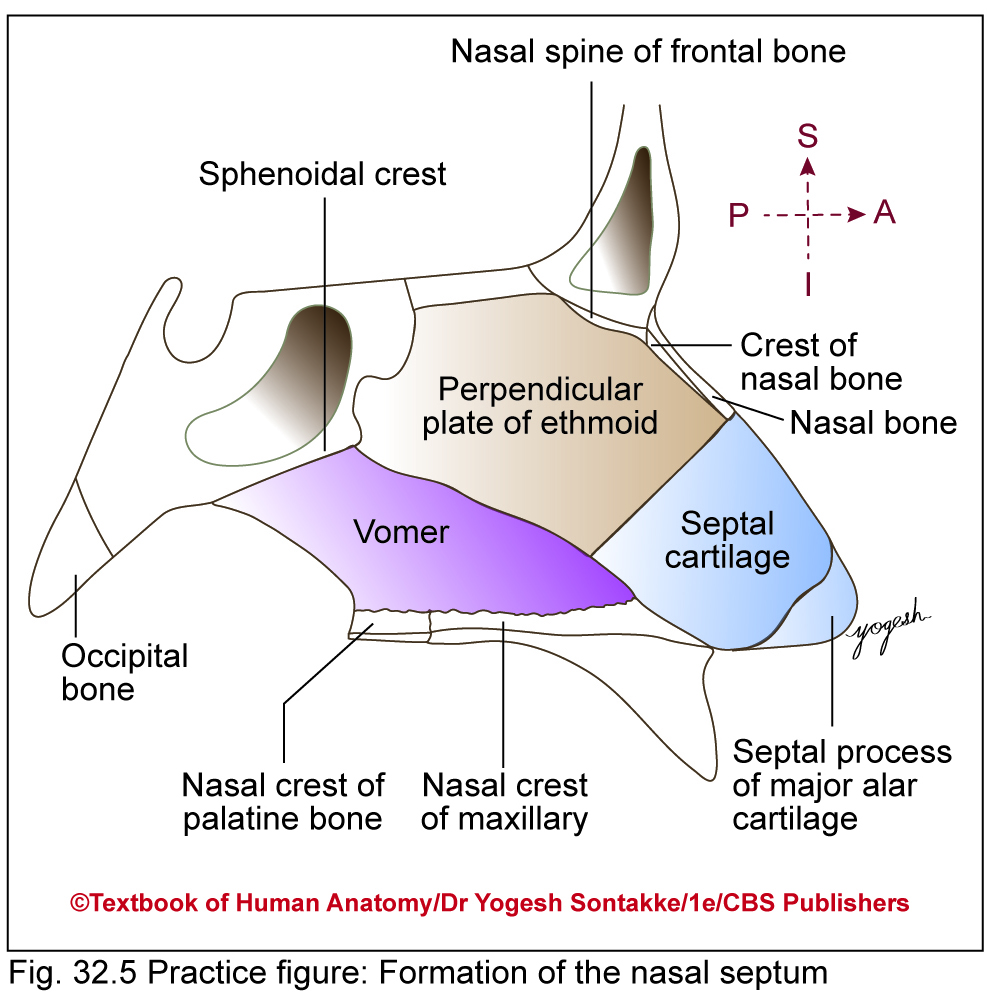 Nasal spine of frontal bone
S
Sphenoidal crest
P
A
I
Crest of
nasal bone
Perpendicular
plate of ethmoid
Nasal bone
Septal
cartilage
Vomer
yogesh
Occipital
bone
Septal process
of major alar
cartilage
Nasal crest of
palatine bone
Nasal crest
of maxillary
©Textbook of Human Anatomy/Dr Yogesh Sontakke/1e/CBS Publishers
Fig. 32.5 Practice figure: Formation of the nasal septum